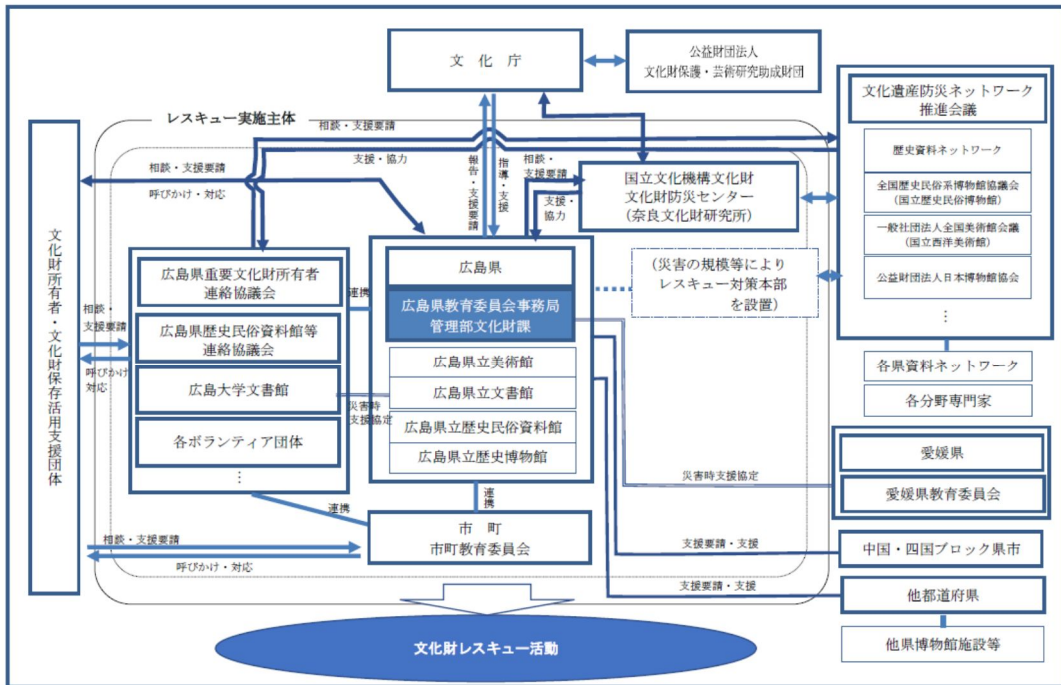 文化庁
公益財団法人
文化財保護・芸術研究助成財団
文化遺産防災ネットワーク
推進会議
歴史資料ネットワーク
全国歴史民俗系博物館協議会
(国立歴史民俗博物館)
一般社団法人全国美術館会議
(国立西洋美術館)
公益財団法人日本博物館協会
⋮
各県資料ネットワーク
各分野専門家
レスキュー実施主体
相談・支援要請
支援・協力
相談・支援要請
呼びかけ・対応
報告・支援要請
指導・支援
相談・
支援要請
支援・
協力
国立文化機構文化財
文化財防災センター
(奈良文化財研究所)
(災害の規模等により
レスキュー対策本部
を設置)
文化財所有者・文化財保存活用支援団体
相談・
支援要請
呼びかけ
対応
広島県重要文化財所有者
連絡協議会
広島県歴史民俗資料館等
連絡協議会
広島大学文書館
各ボランティア団体
⋮
連携
災害時
支援協定
広島県
広島県教育委員会事務局
管理部文化財課
広島県立美術館
広島県立文書館
広島県立歴史民俗資料館
広島県立歴史博物館
連携
連携
市町
市町教育委員会
相談・支援要請
呼びかけ・対応
災害時支援協定
愛媛県
愛媛県教育委員会
支援要請・支援
中国・四国ブロック県市
支援要請・支援
他都道府県
他県博物館施設等
文化財レスキュー活動